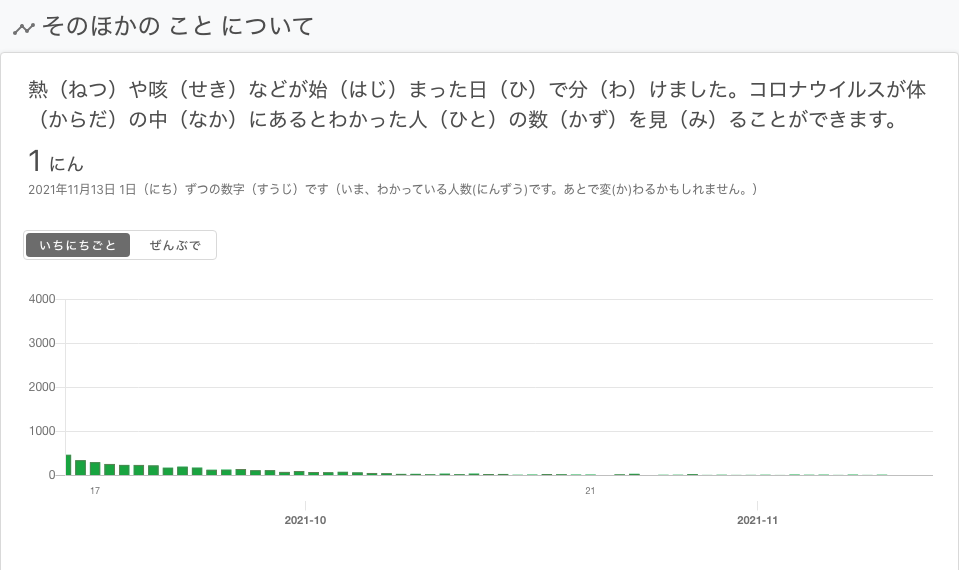 そのほかの こと について
熱（ねつ）や咳（せき）などが始（はじ）まった日（ひ）で分（わ）けました。コロナウイルスが体
（からだ）の中（なか）にあるとわかった人（ひと）の数（かず）を見（み）ることができます。
1 にん
2021年11月13日 1日（にち）ずつの数字（すうじ）です（いま、わかっている人数(にんずう)です。あとで変(か)わるかもしれません。）
いちにちごと ぜんぶで
4000
3000
2000
1000
0
17 21
2021-10 2021-11